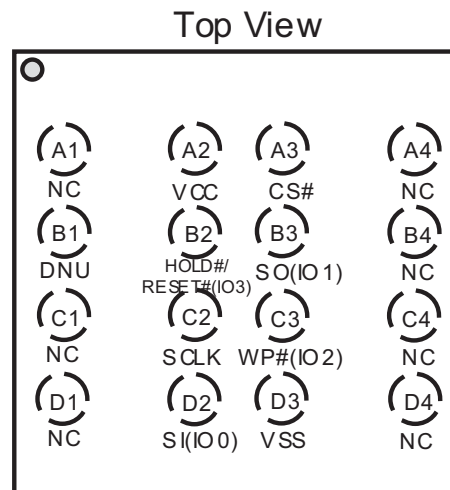 Top View
A1 A2 A3 A4
NC VCC CS# NC
B1 B2 B3 B4
DNU HOLD#/ SO(IO1) NC
RESET#(IO3)
C1 C2 C3 C4
NC SCLK WP#(IO2) NC
D1 D2 D3 D4
NC SI(IO0) VSS NC